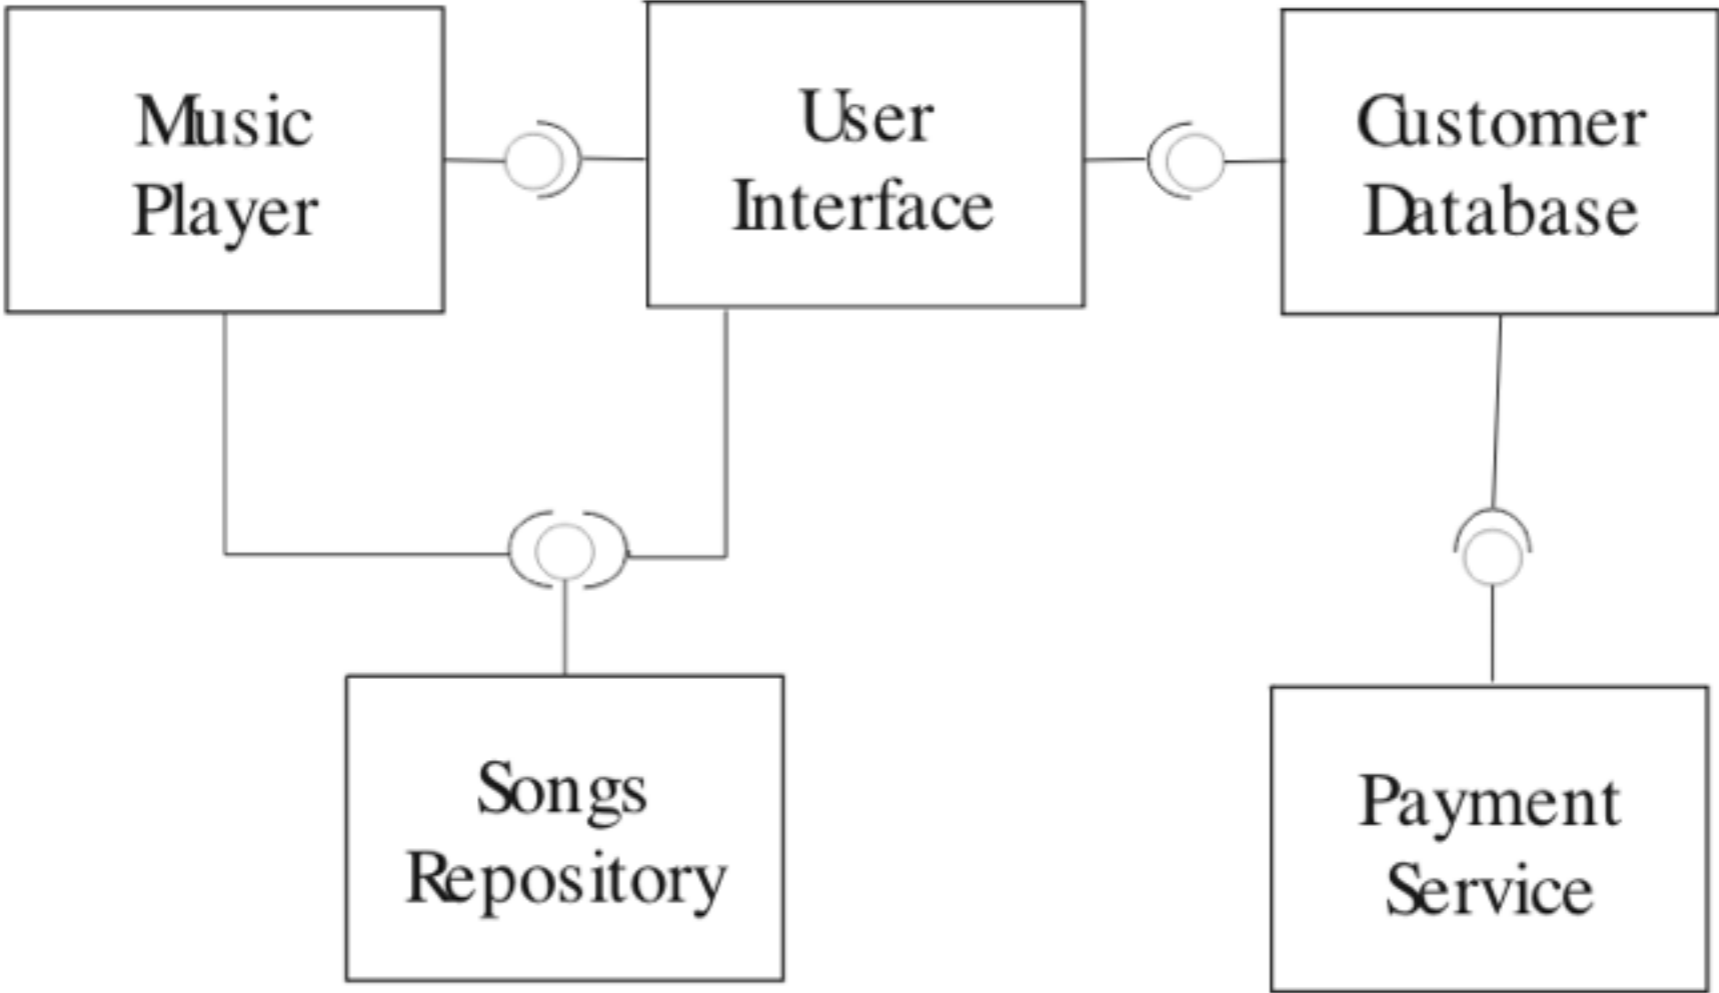 Music
Player
User
Interface
Customer
Database
Songs
Repository
Payment
Service